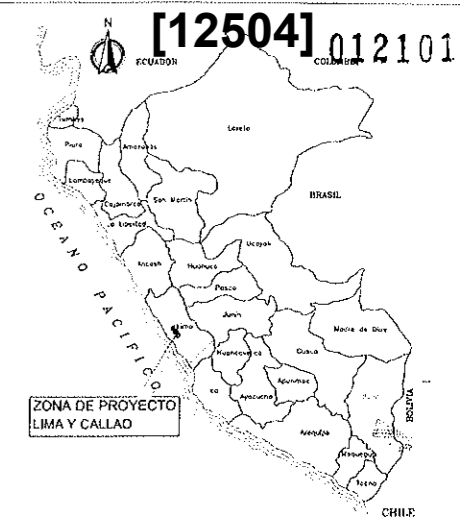 N
[12504]
012101
ECUADOR
COLOMBIA
Tumbes
Piura
Amazonas
Loreto
Lambayeque
Cajamarca
San Martin
BRASIL
La Libertad
Ancash
Huanuco
Ucayali
Pasco
OCEANO PACIFICO
Lima
Junin
Madre de Dios
Huancavelica
Cusco
Ica
Ayacucho
Apurimac
ZONA DE PROYECTO
LIMA Y CALLAO
Arequipa
BOLIVIA
Moquegua
Tacna
CHILE